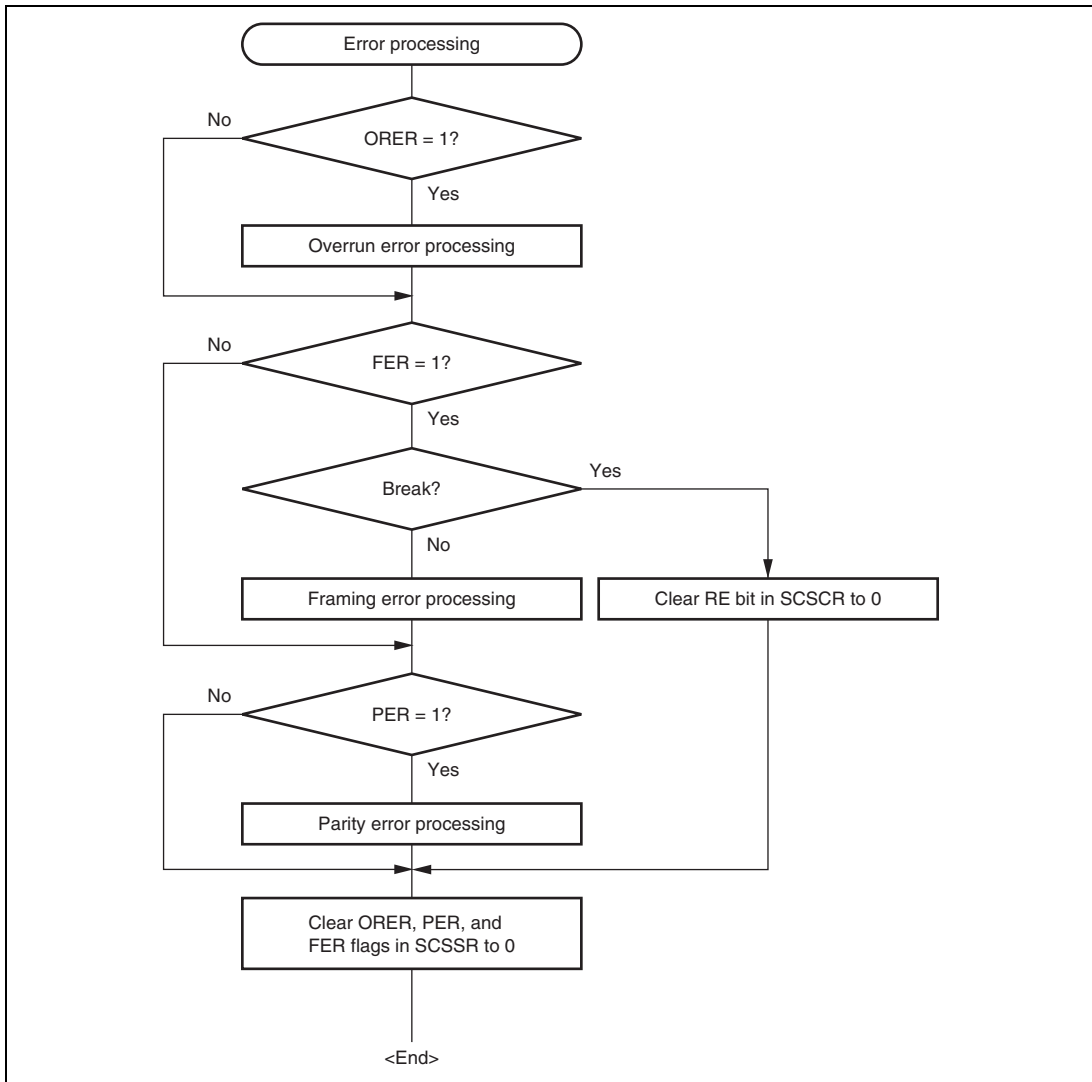 Error processing
No
ORER = 1?
Yes
Overrun error processing
No
FER = 1?
Yes
Yes
Break?
No
Framing error processing
Clear RE bit in SCSCR to 0
No
PER = 1?
Yes
Parity error processing
Clear ORER, PER, and
FER flags in SCSSR to 0
<End>